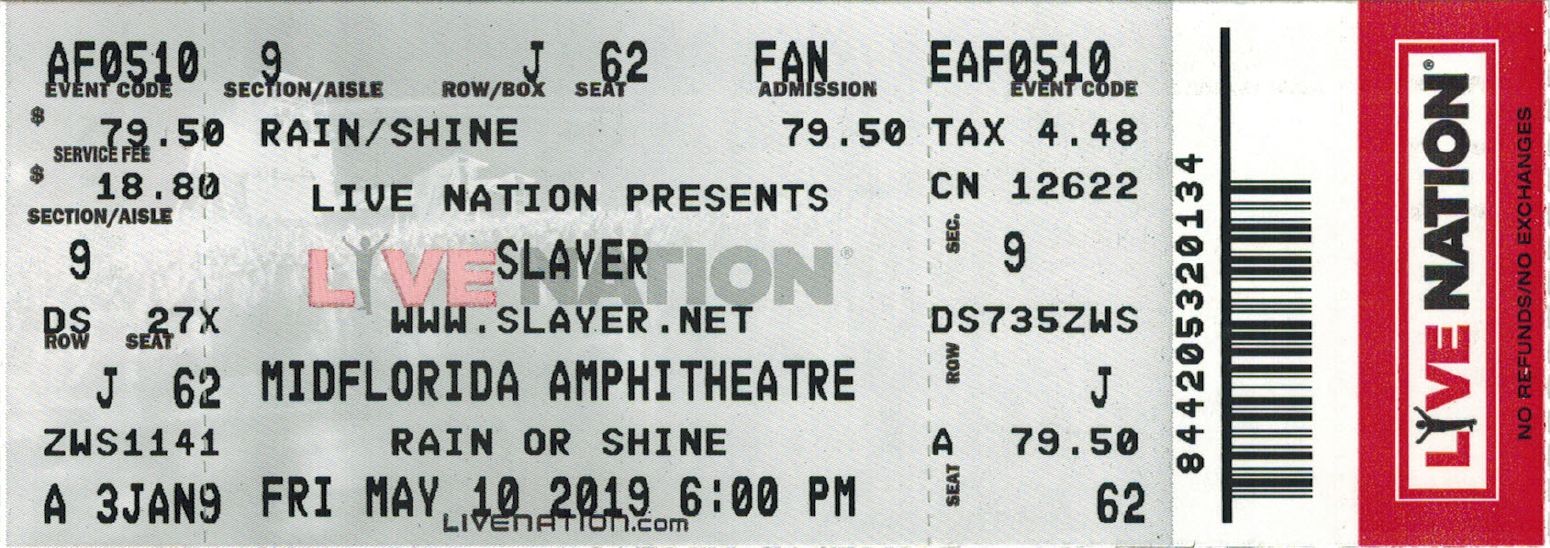 AF0510 9 J 62 FAN EAF0510
EVENT CODE SECTION/AISLE ROW/BOX SEAT ADMISSION EVENT CODE
$ 79.50 RAIN/SHINE 79.50 TAX 4.48
SERVICE FEE
$ 18.80 LIVE NATION PRESENTS CN 12622
SECTION/AISLE SEC.
9 SLAYER 9
LIVE NATION®
DS 27X WWW.SLAYER.NET DS735ZWS
ROW SEAT ROW
J 62 MIDFLORIDA AMPHITHEATRE J
ZWS1141 RAIN OR SHINE A 79.50
SEAT
A 3JAN9 FRI MAY 10 2019 6:00 PM 62
LIVENATION.com
844205320134
LIVE NATION®
NO REFUNDS/NO EXCHANGES